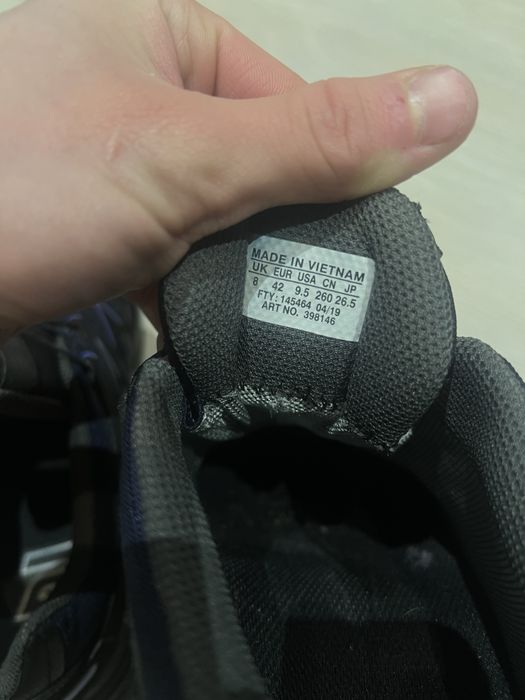 MADE IN VIETNAM
UK EUR USA CN JP
8 42 9.5 260 26.5
FTY: 145464 04/19
ART NO. 398146